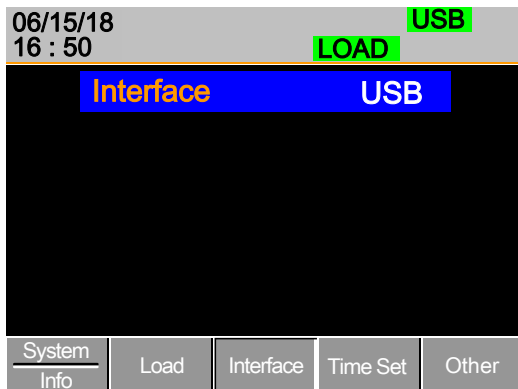 06/15/18 USB
16 : 50 LOAD
Interface USB
System
Info
Load
Interface
Time Set
Other